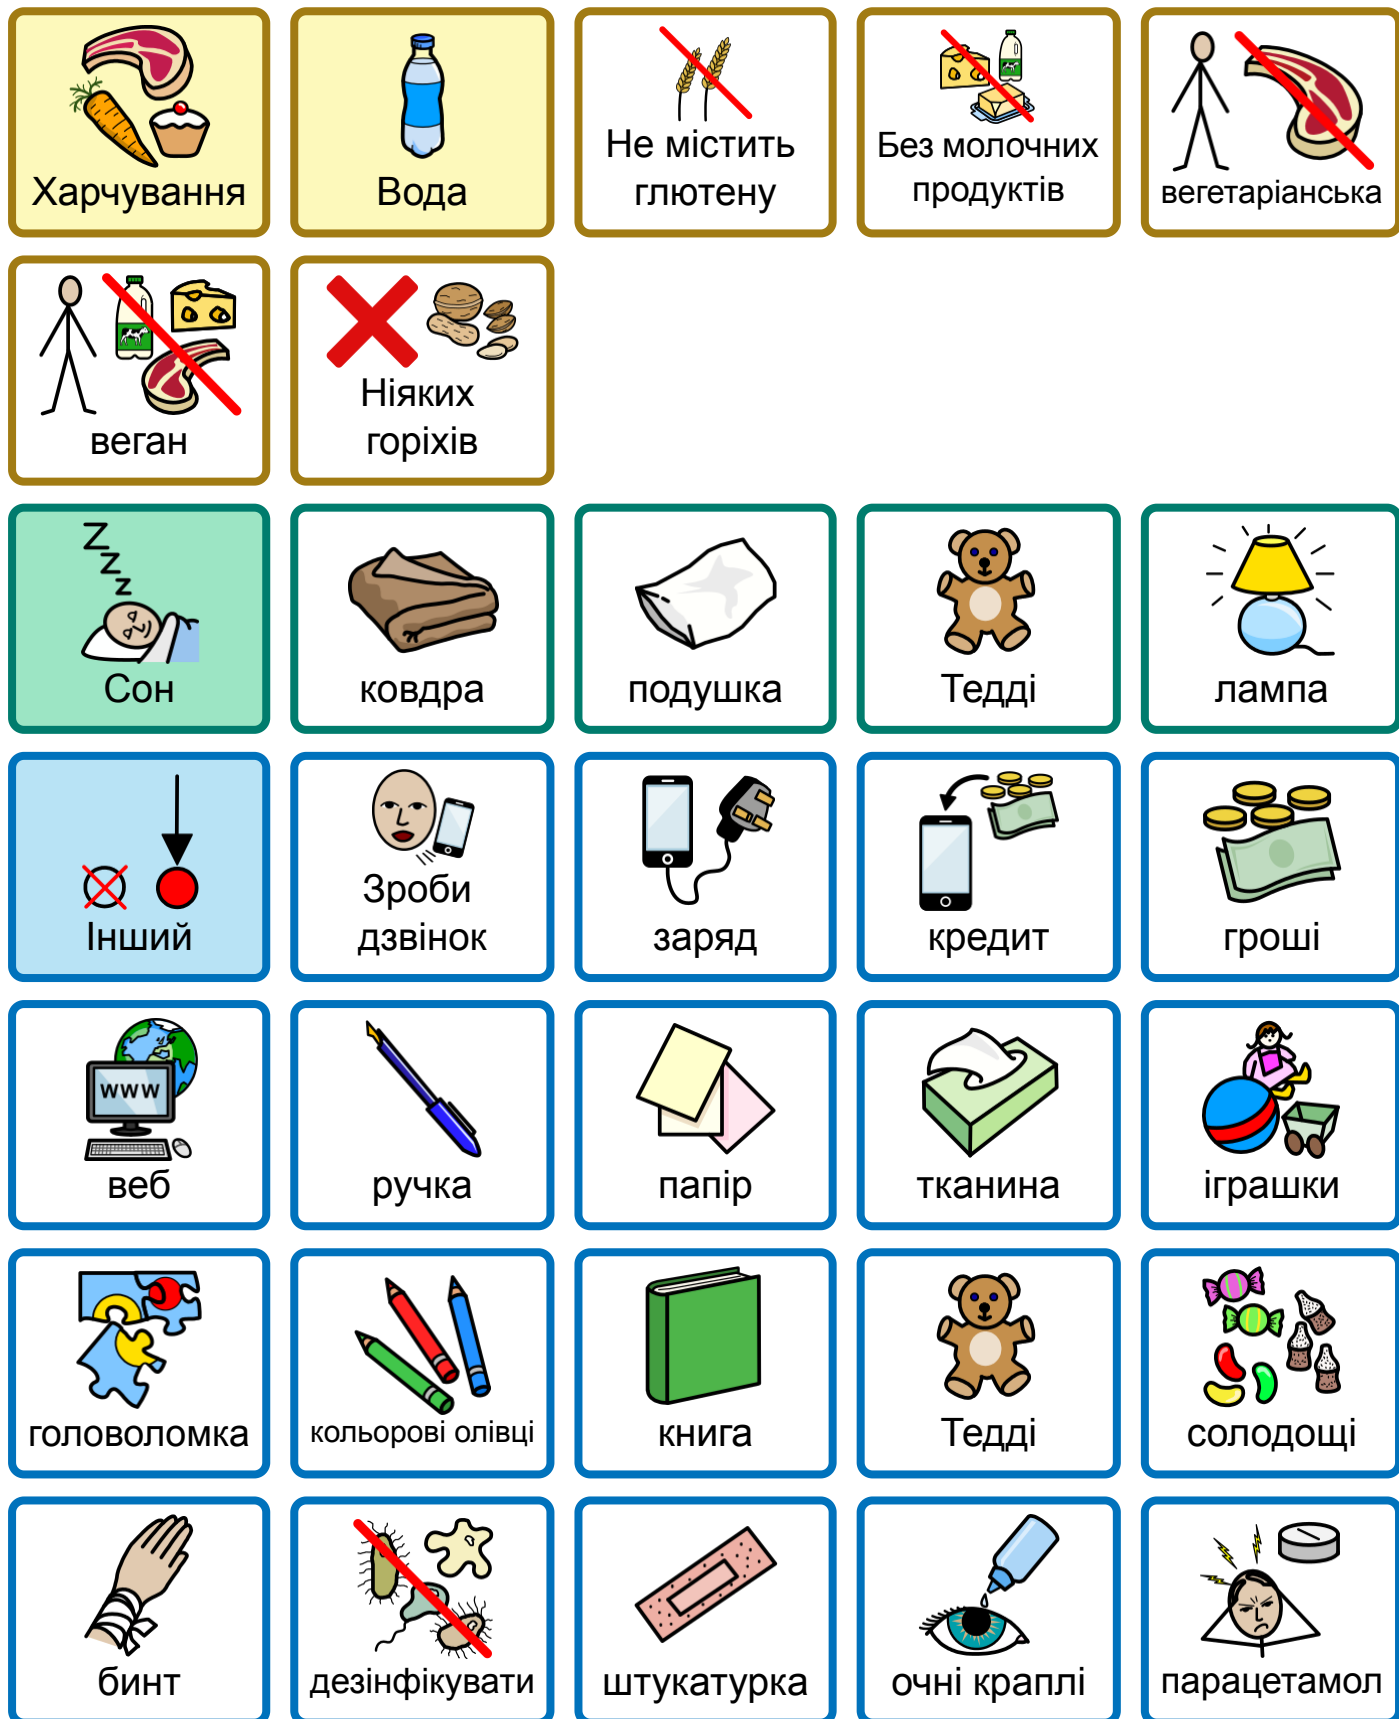 Харчування
Вода
Не містить
глютену
Без молочних
продуктів
вегетаріанська
веган
Ніяких
горіхів
Z
Z
Z
Сон
ковдра
подушка
Тедді
лампа
Інший
Зроби
дзвінок
заряд
кредит
гроші
www
веб
ручка
папір
тканина
іграшки
головоломка
кольорові олівці
книга
Тедді
солодощі
бинт
дезінфікувати
штукатурка
очні краплі
парацетамол